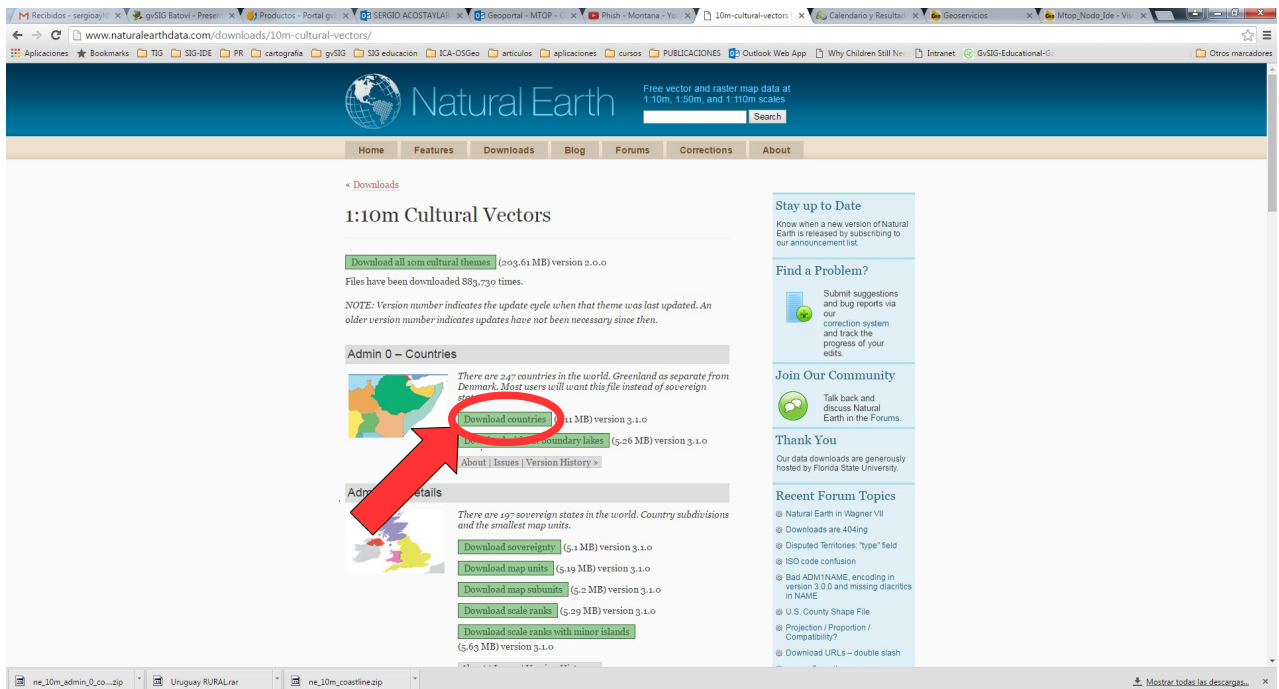 Recibidos - sergioayl
gvSIG Batovi - Present
Productos - Portal gv
SERGIO ACOSTAYLAR
Geoportal - MTOP -
Phish - Montana -
10m-cultural-vectors |
Calendario y Resultad
Geoservicios
Mtop_Nodo_Ide - Vis
www.naturalearthdata.com/downloads/10m-cultural-vectors/
Aplicaciones Bookmarks TIG SIG-IDE PR cartografia gvSIG SIG educación ICA-OSGeo artículos aplicaciones cursos PUBLICACIONES Outlook Web App Why Children Still Ne Intranet GvSIG-Educational-G Otros marcadores
Natural Earth
Free vector and raster map data at
1:10m, 1:50m, and 1:110m scales
Search
Home Features Downloads Blog Forums Corrections About
« Downloads
1:10m Cultural Vectors
Download all 10m cultural themes (203.61 MB) version 2.0.0
Files have been downloaded 883,730 times.
NOTE: Version number indicates the update cycle when that theme was last updated. An
older version number indicates updates have not been necessary since then.
Admin 0 – Countries
There are 247 countries in the world. Greenland as separate from
Denmark. Most users will want this file instead of sovereign
Download countries MB) version 3.1.0
boundary lakes (5.26 MB) version 3.1.0
About | Issues | Version History »
There are 197 sovereign states in the world. Country subdivisions
and the smallest map units.
Download sovereignty (5.1 MB) version 3.1.0
Download map units (5.19 MB) version 3.1.0
Download map subunits (5.2 MB) version 3.1.0
Download scale ranks (5.29 MB) version 3.1.0
Download scale ranks with minor islands
(5.63 MB) version 3.1.0
Stay up to Date
Know when a new version of Natural
Earth is released by subscribing to
our announcement list.
Find a Problem?
Submit suggestions
and bug reports via
our
correction system
and track the
progress of your
edits.
Join Our Community
Talk back and
discuss Natural
Earth in the Forums.
Thank You
Our data downloads are generously
hosted by Florida State University.
Recent Forum Topics
Natural Earth in Wagner VII
Downloads are 404ing
Disputed Territories: "type" field
ISO code confusion
Bad ADM1NAME, encoding in
version 3.0.0 and missing diacritics
in NAME
U.S. County Shape File
Projection / Proportion /
Compatibility?
Download URLs – double slash
ne_10m_admin_0_co....zip
Uruguay RURAL.rar
ne_10m_coastline.zip
Mostrar todas las descargas...